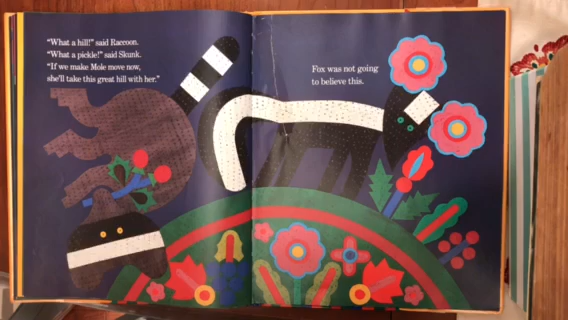 “What a hill!” said Raccoon.
“What a pickle!” said Skunk.
“If we make Mole move now,
she’ll take this great hill with her.”
Fox was not going
to believe this.